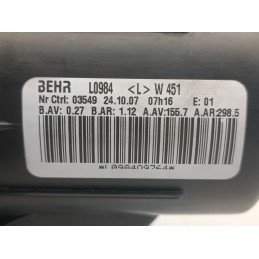 BEHR L0984 <L> W 451
Nr Ctrl: 03549 24.10.07 07h16 E: 01
B.AV: 0.27 B.AR: 1.12 A.AV:155.7 A.AR:298.5